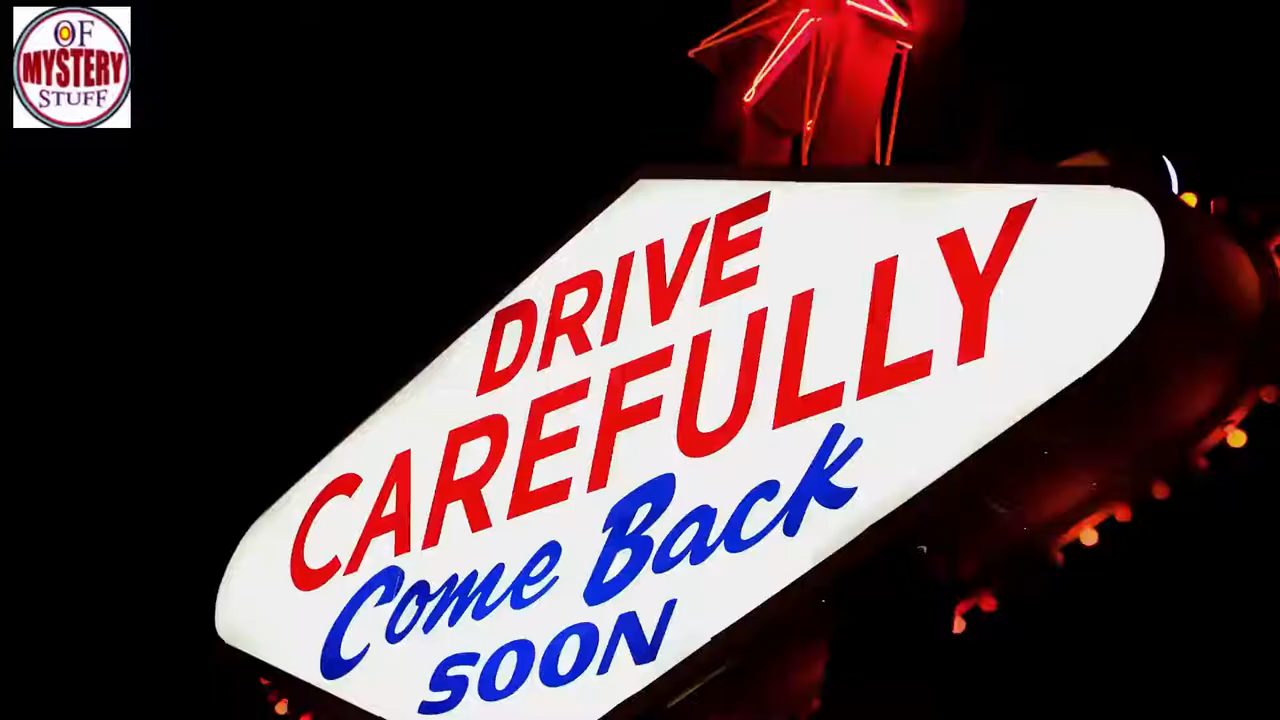 OF
MYSTERY
STUFF
DRIVE
CAREFULLY
Come Back
SOON